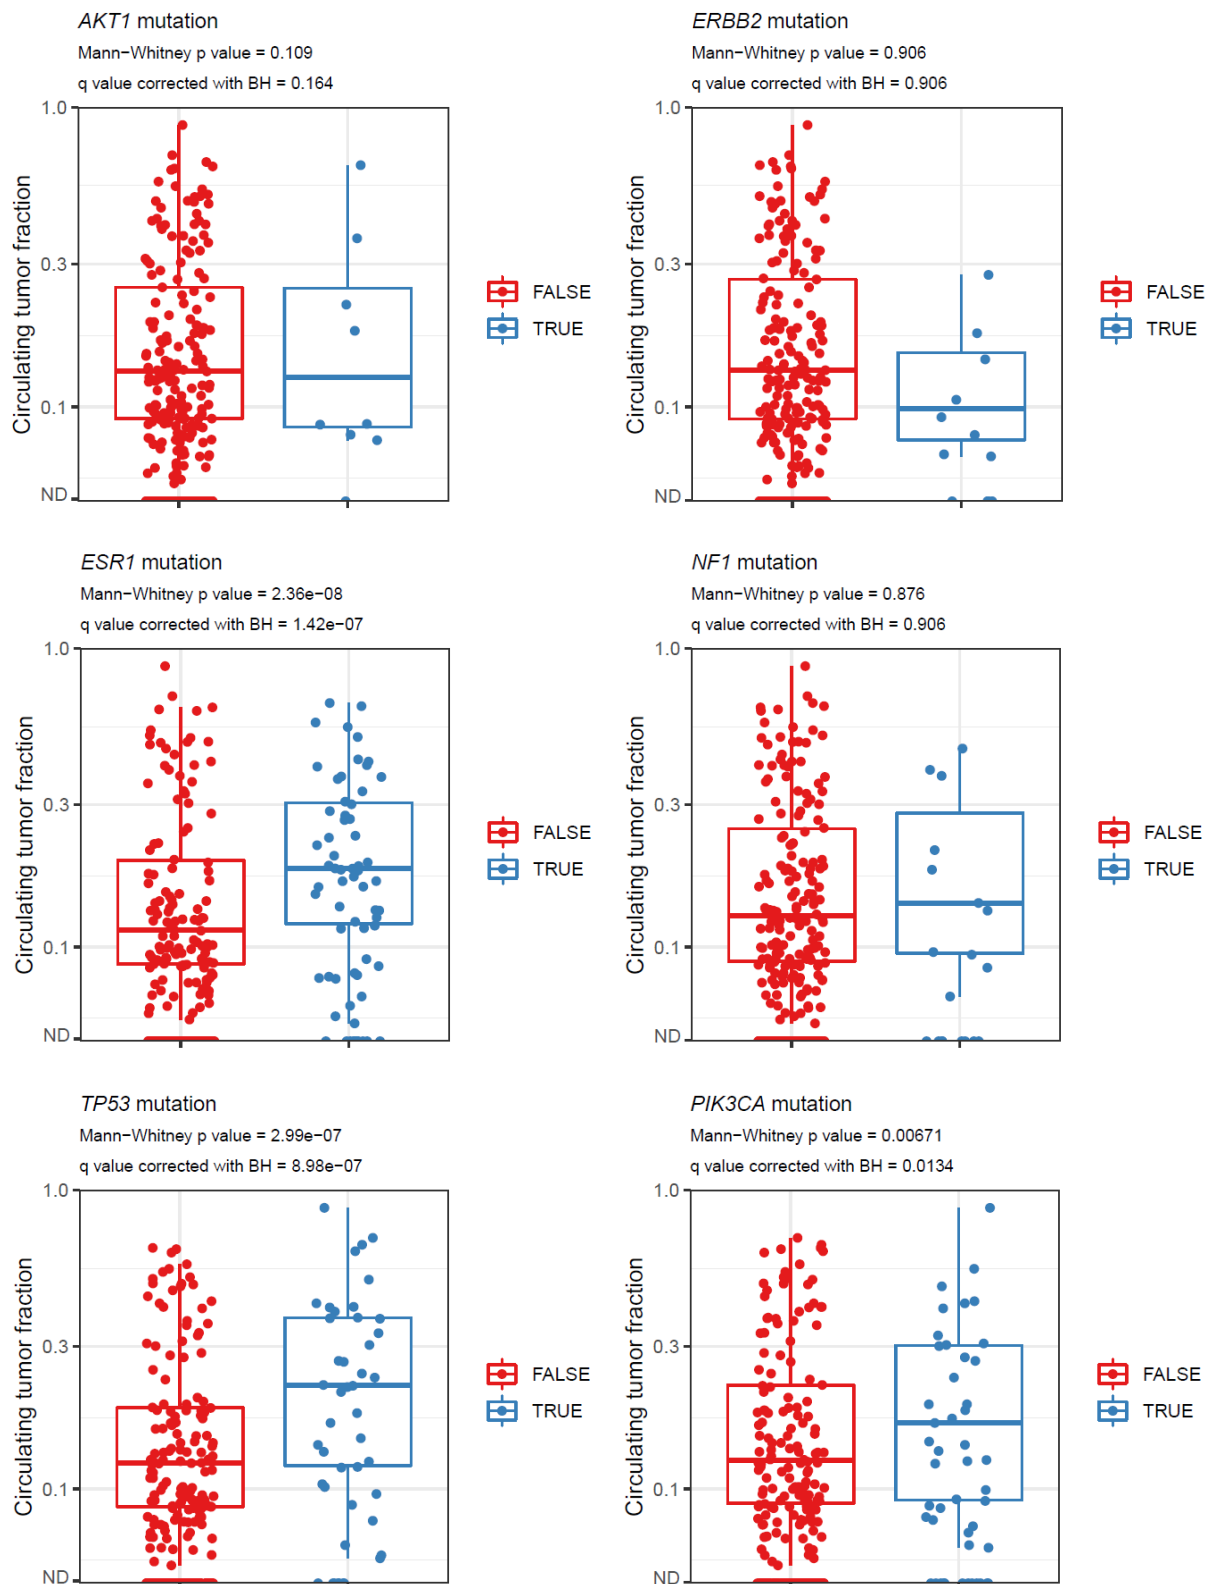 AKT1 mutation
Mann−Whitney p value = 0.109
q value corrected with BH = 0.164
1.0
0.3
0.1
ND
Circulating tumor fraction
FALSE
TRUE
ERBB2 mutation
Mann−Whitney p value = 0.906
q value corrected with BH = 0.906
1.0
0.3
0.1
ND
Circulating tumor fraction
FALSE
TRUE
ESR1 mutation
Mann−Whitney p value = 2.36e−08
q value corrected with BH = 1.42e−07
1.0
0.3
0.1
ND
Circulating tumor fraction
FALSE
TRUE
NF1 mutation
Mann−Whitney p value = 0.876
q value corrected with BH = 0.906
1.0
0.3
0.1
ND
Circulating tumor fraction
FALSE
TRUE
TP53 mutation
Mann−Whitney p value = 2.99e−07
q value corrected with BH = 8.98e−07
1.0
0.3
0.1
ND
Circulating tumor fraction
FALSE
TRUE
PIK3CA mutation
Mann−Whitney p value = 0.00671
q value corrected with BH = 0.0134
1.0
0.3
0.1
ND
Circulating tumor fraction
FALSE
TRUE